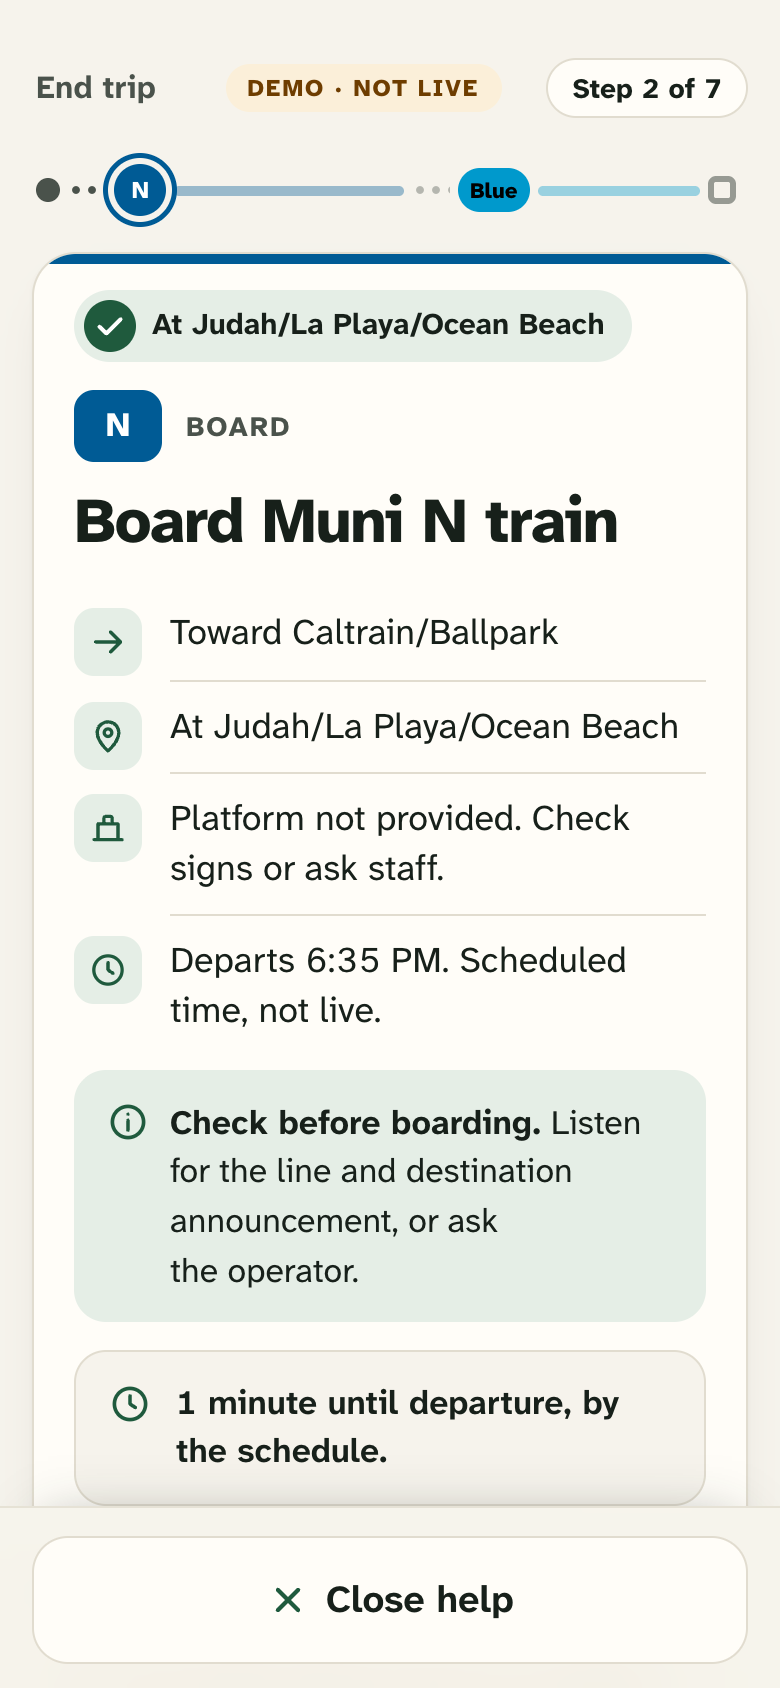 End trip
DEMO · NOT LIVE
Step 2 of 7
N
Blue
At Judah/La Playa/Ocean Beach
N
BOARD
Board Muni N train
Toward Caltrain/Ballpark
At Judah/La Playa/Ocean Beach
Platform not provided. Check
signs or ask staff.
Departs 6:35 PM. Scheduled
time, not live.
Check before boarding. Listen
for the line and destination
announcement, or ask
the operator.
1 minute until departure, by
the schedule.
Close help